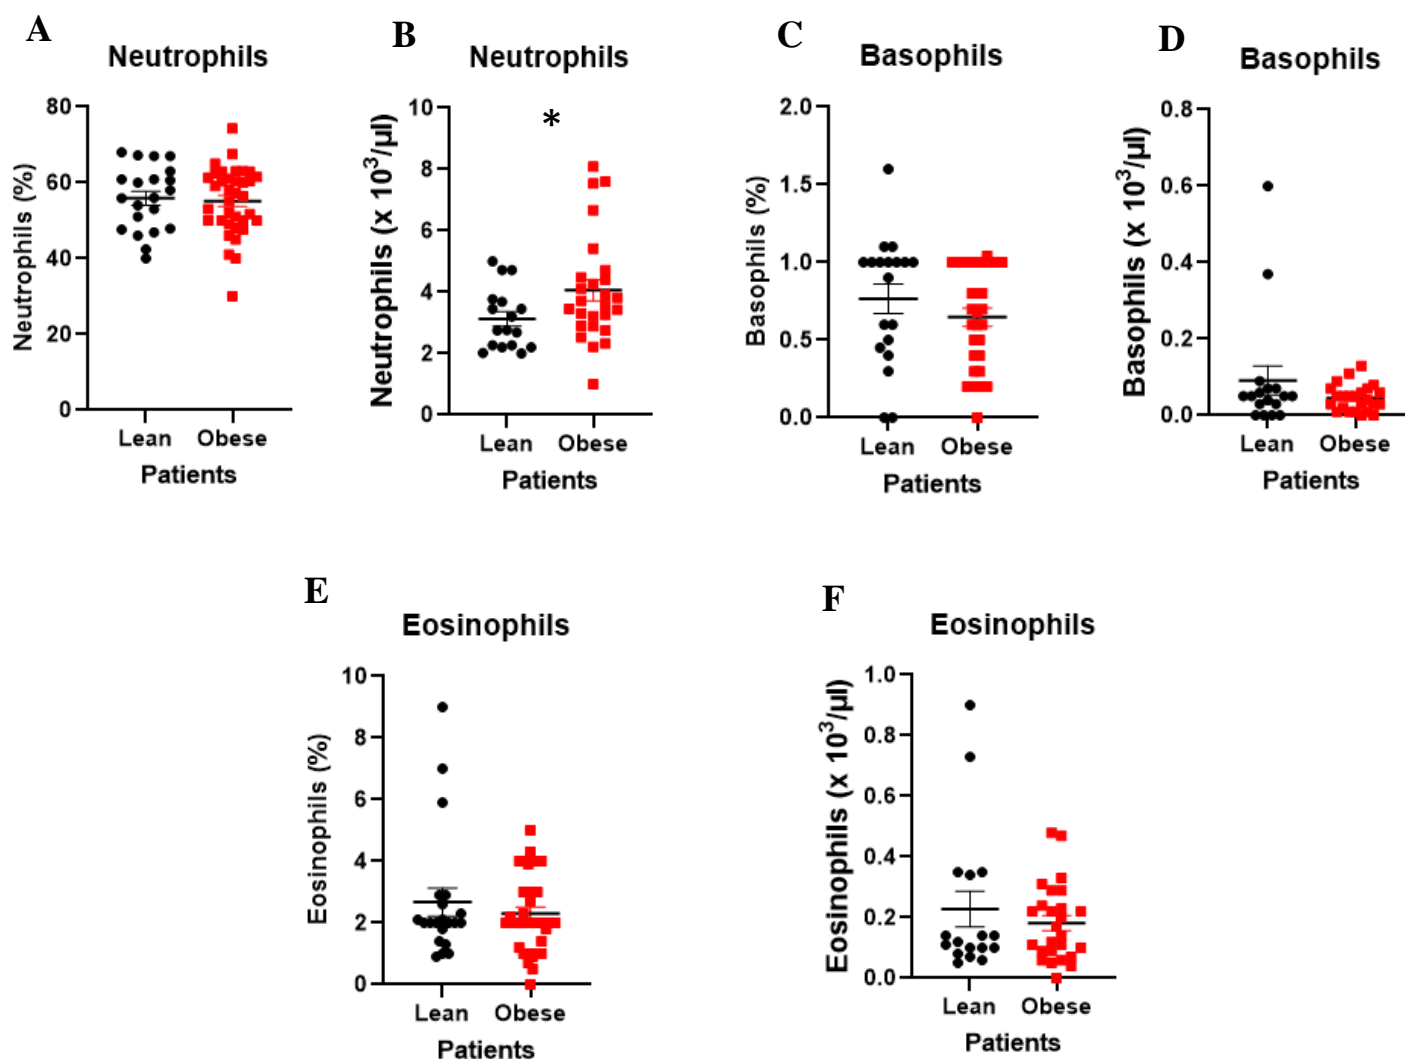 A
Neutrophils
Neutrophils (%)
80
60
40
20
0
Lean Obese
Patients
B
Neutrophils
*
Neutrophils (x 10³/µl)
10
8
6
4
2
0
Lean Obese
Patients
C
Basophils
Basophils (%)
2.0
1.5
1.0
0.5
0.0
Lean Obese
Patients
D
Basophils
Basophils (x 10³/µl)
0.8
0.6
0.4
0.2
0.0
Lean Obese
Patients
E
Eosinophils
Eosinophils (%)
10
8
6
4
2
0
Lean Obese
Patients
F
Eosinophils
Eosinophils (x 10³/µl)
1.0
0.8
0.6
0.4
0.2
0.0
Lean Obese
Patients